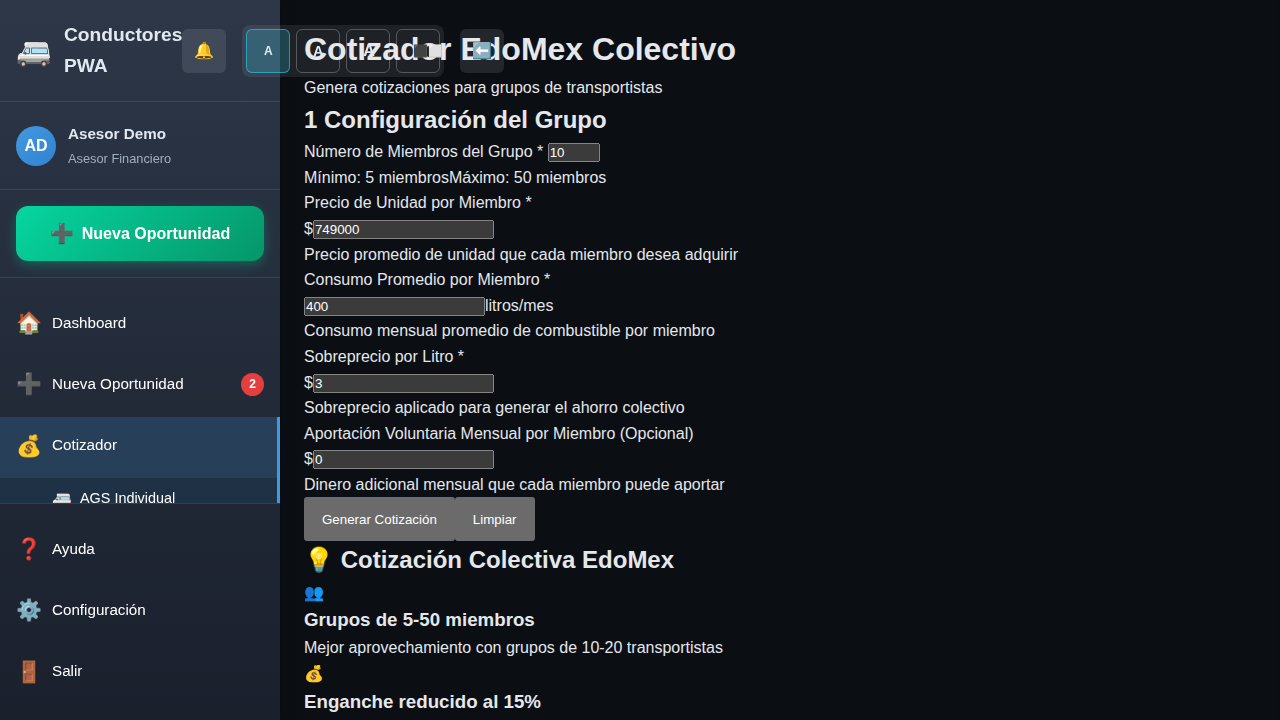 Conductores
PWA
A
A
A
AD
Asesor Demo
Asesor Financiero
➕ Nueva Oportunidad
Dashboard
Nueva Oportunidad
2
Cotizador
AGS Individual
Ayuda
Configuración
Salir
Cotizador EdoMex Colectivo
Genera cotizaciones para grupos de transportistas
1 Configuración del Grupo
Número de Miembros del Grupo * 10
Mínimo: 5 miembrosMáximo: 50 miembros
Precio de Unidad por Miembro *
$749000
Precio promedio de unidad que cada miembro desea adquirir
Consumo Promedio por Miembro *
400 litros/mes
Consumo mensual promedio de combustible por miembro
Sobreprecio por Litro *
$3
Sobreprecio aplicado para generar el ahorro colectivo
Aportación Voluntaria Mensual por Miembro (Opcional)
$0
Dinero adicional mensual que cada miembro puede aportar
Generar Cotización Limpiar
💡 Cotización Colectiva EdoMex
👥
Grupos de 5-50 miembros
Mejor aprovechamiento con grupos de 10-20 transportistas
💰
Enganche reducido al 15%